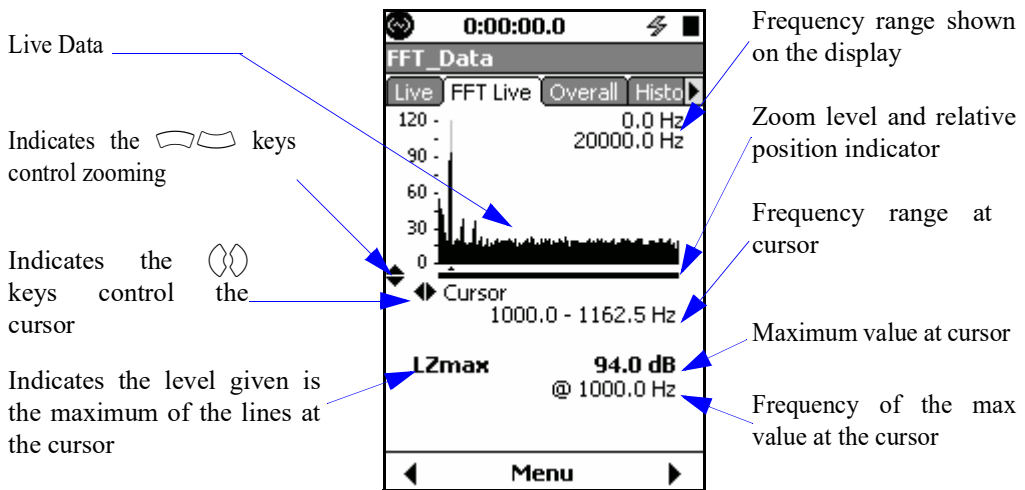 Live Data
Indicates the keys
control zooming
Indicates the
keys control the
cursor
Indicates the level given is
the maximum of the lines at
the cursor
0:00:00.0
FFT_Data
Live FFT Live Overall Histo
120
90
60
30
0
0.0 Hz
20000.0 Hz
Cursor
1000.0 - 1162.5 Hz
LZmax 94.0 dB
@ 1000.0 Hz
Menu
Frequency range shown
on the display
Zoom level and relative
position indicator
Frequency range at
cursor
Maximum value at cursor
Frequency of the max
value at the cursor